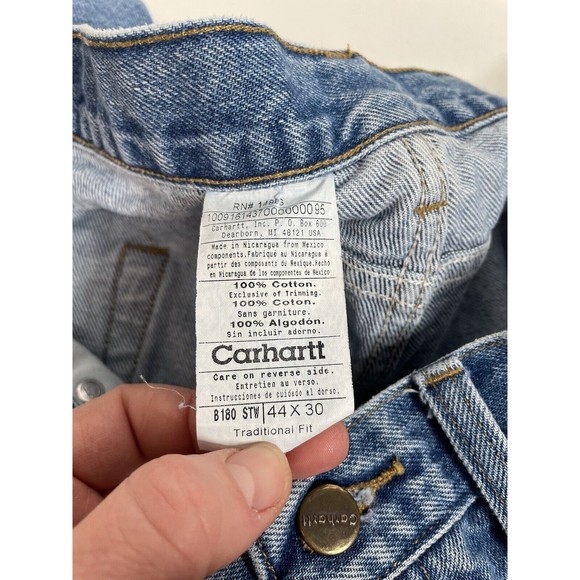 RN# 14983
1009161437006000095
Carhartt, Inc. P. O. Box 600
Dearborn, MI 48121 USA
Made in Nicaragua from Mexico
components. Fabriqué au Nicaragua à
partir des composants du Mexique. Hecho
en Nicaragua de los componentes de México
100% Cotton.
Exclusive of Trimming.
100% Coton.
Sans garniture.
100% Algodón.
Sin incluir adorno.
Carhartt
Care on reverse side.
Entretien au verso.
Instrucciones de cuidado el dorso.
B180 STW 44 X 30
Traditional Fit
Carhartt